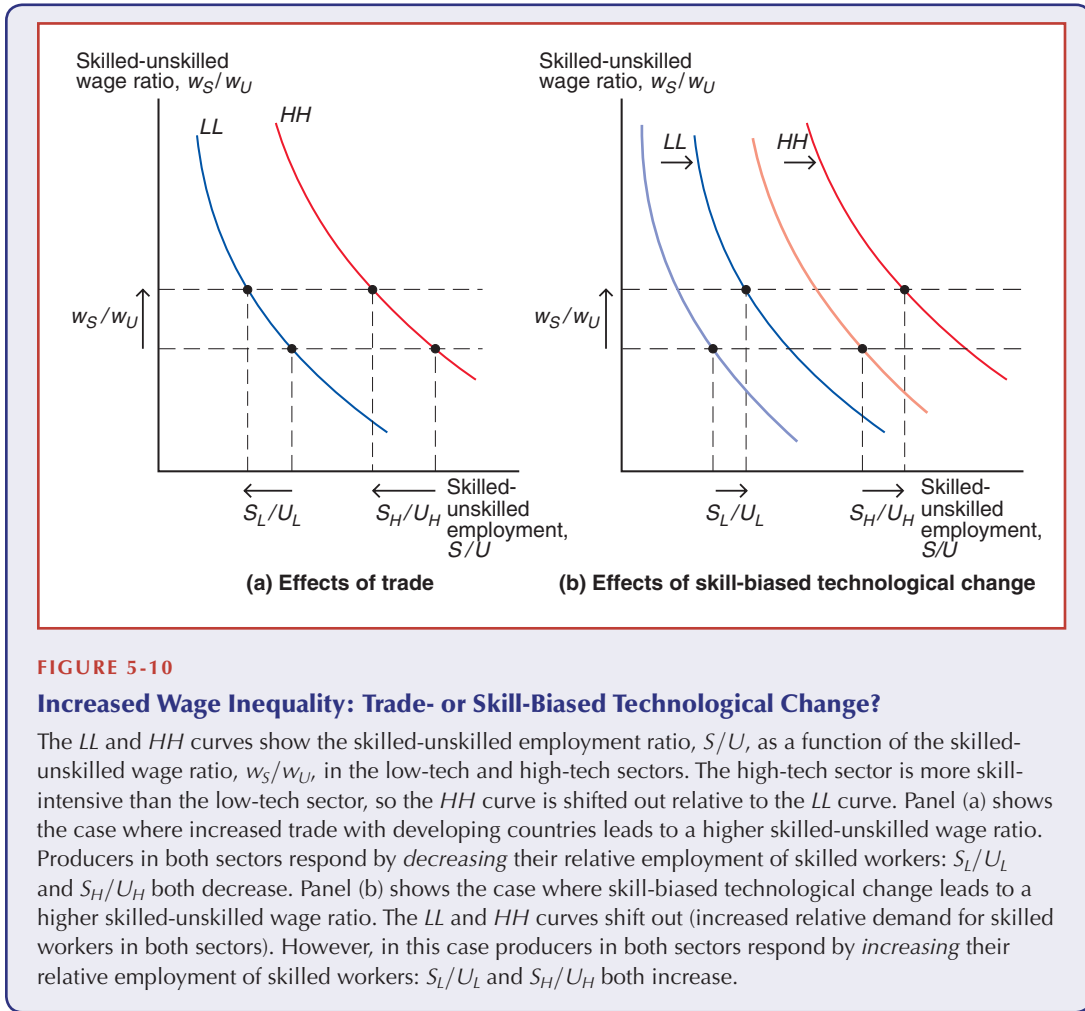 Skilled-unskilled
wage ratio, wS/wU
LL
HH
wS/wU
SL/UL
SH/UH
Skilled-
unskilled
employment,
S/U
(a) Effects of trade
Skilled-unskilled
wage ratio, wS/wU
LL
HH
wS/wU
SL/UL
SH/UH
Skilled-
unskilled
employment,
S/U
(b) Effects of skill-biased technological change
FIGURE 5-10
Increased Wage Inequality: Trade- or Skill-Biased Technological Change?
The LL and HH curves show the skilled-unskilled employment ratio, S/U, as a function of the skilled-
unskilled wage ratio, wS/wU, in the low-tech and high-tech sectors. The high-tech sector is more skill-
intensive than the low-tech sector, so the HH curve is shifted out relative to the LL curve. Panel (a) shows
the case where increased trade with developing countries leads to a higher skilled-unskilled wage ratio.
Producers in both sectors respond by decreasing their relative employment of skilled workers: SL/UL
and SH/UH both decrease. Panel (b) shows the case where skill-biased technological change leads to a
higher skilled-unskilled wage ratio. The LL and HH curves shift out (increased relative demand for skilled
workers in both sectors). However, in this case producers in both sectors respond by increasing their
relative employment of skilled workers: SL/UL and SH/UH both increase.